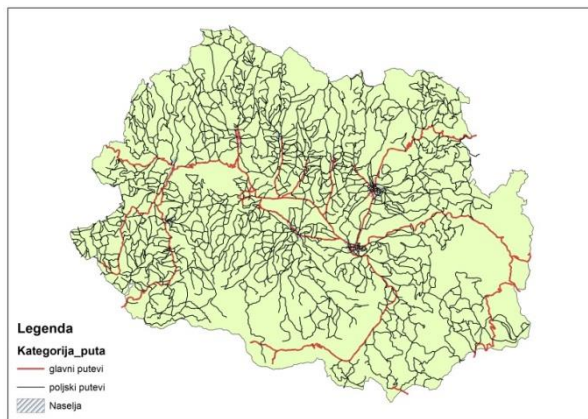 Legenda
Kategorija_puta
glavni putevi
poljski putevi
Naselja